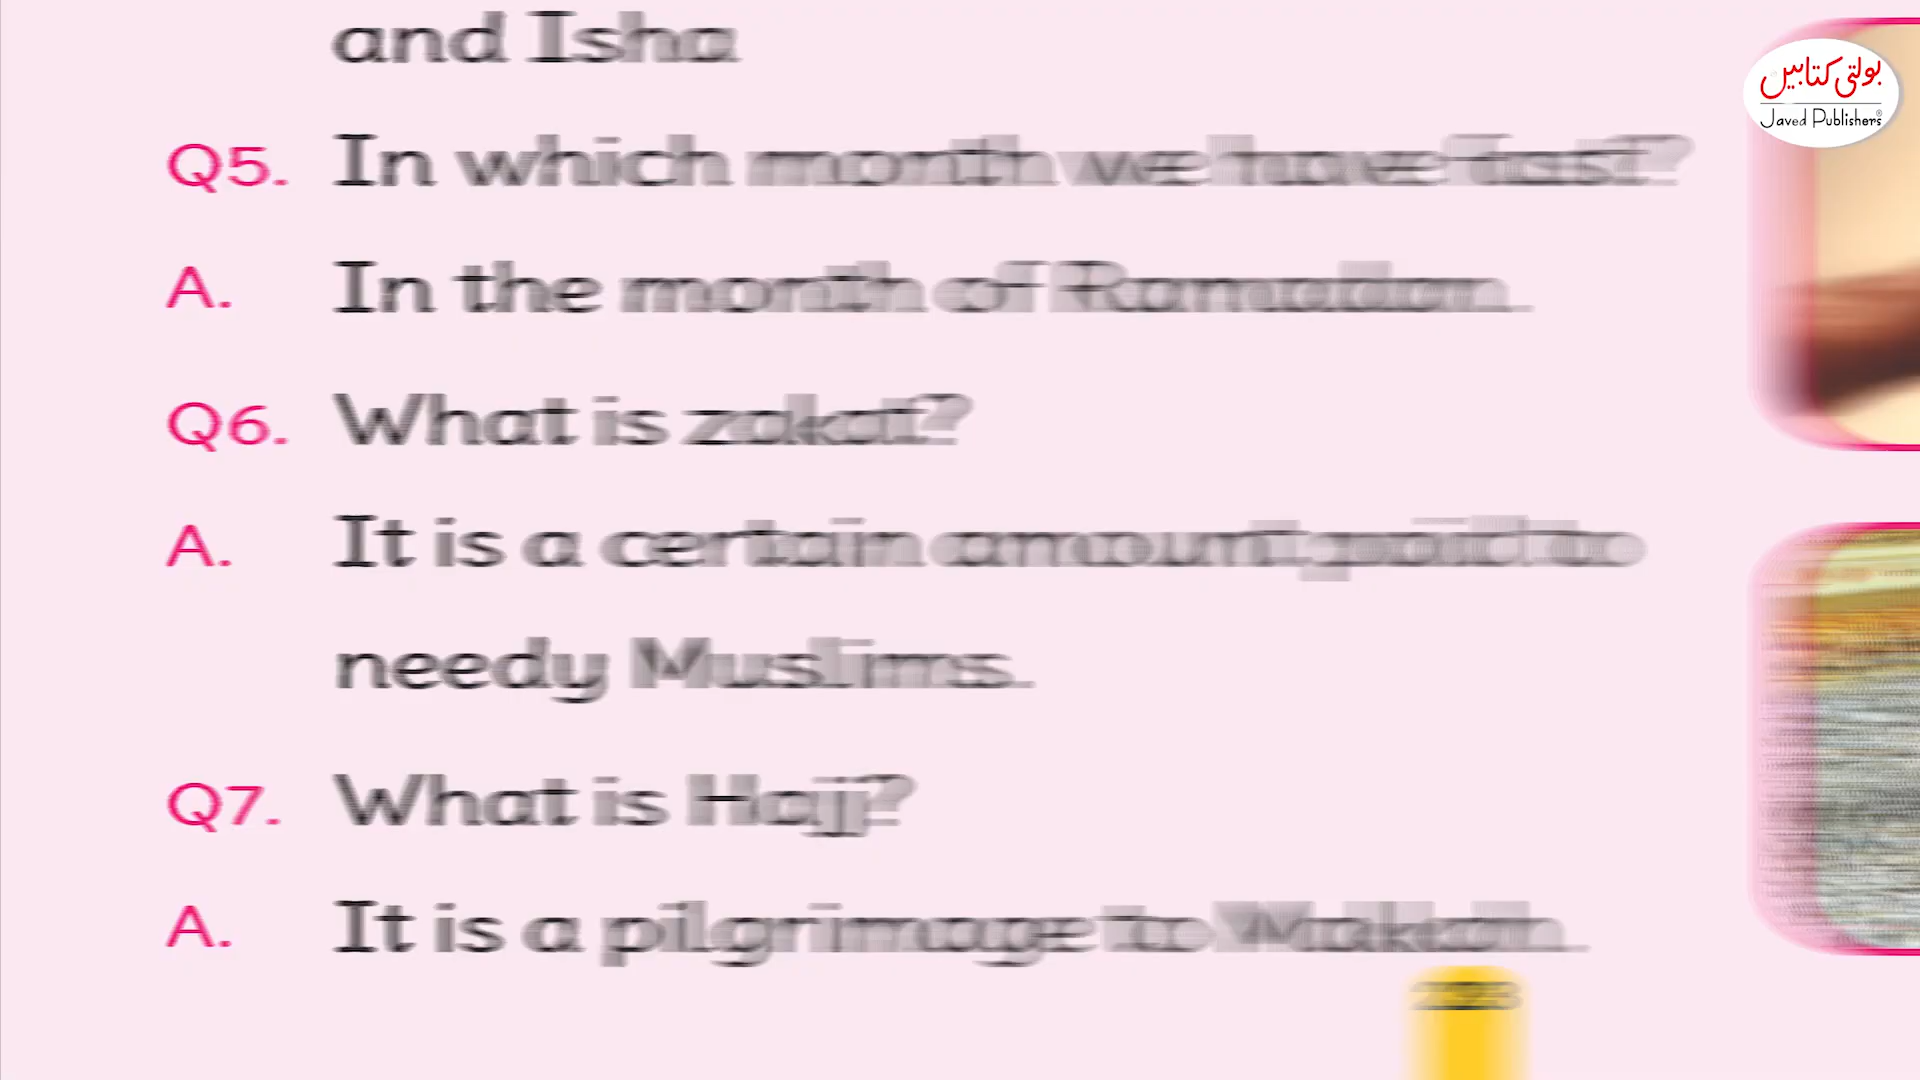 and Isha
بولتی کتابیں
Javed Publishers®
Q5. In which month we have fast?
A. In the month of Ramadan.
Q6. What is zakat?
A. It is a certain amount paid to
needy Muslims.
Q7. What is Hajj?
A. It is a pilgrimage to Makkah.